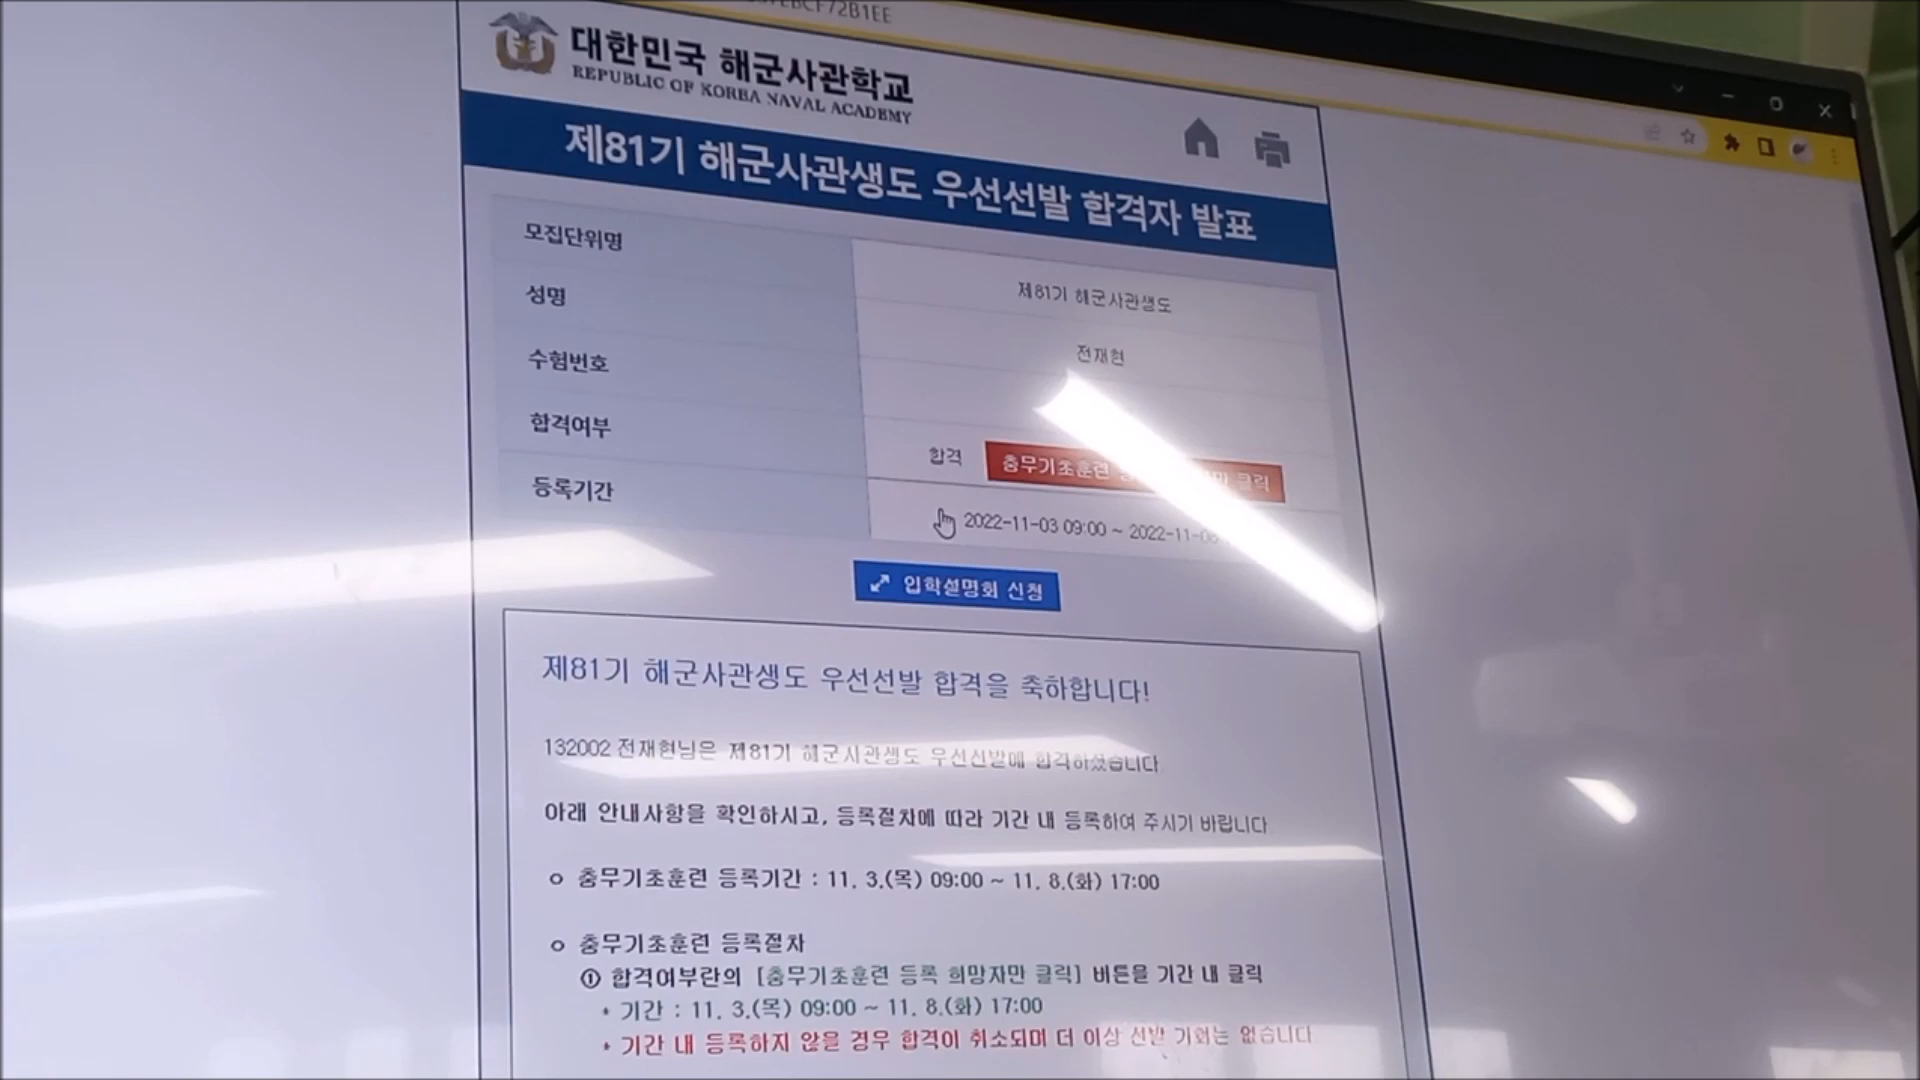 72B1EE
대한민국 해군사관학교
REPUBLIC OF KOREA NAVAL ACADEMY
제81기 해군사관생도 우선선발 합격자 발표
모집단위명
제81기 해군사관생도
성명
전재현
수험번호
합격여부
합격
충무기초훈련 클릭
등록기간
2022-11-03 09:00 ~ 2022-11-08
입학설명회 신청
제81기 해군사관생도 우선선발 합격을 축하합니다!
132002 전재현님은 제81기 해군사관생도 우선선발에 합격하셨습니다.
아래 안내사항을 확인하시고, 등록절차에 따라 기간 내 등록하여 주시기 바랍니다.
○ 충무기초훈련 등록기간 : 11. 3.(목) 09:00 ~ 11. 8.(화) 17:00
○ 충무기초훈련 등록절차
① 합격여부란의 [충무기초훈련 등록 희망자만 클릭] 버튼을 기간 내 클릭
* 기간 : 11. 3.(목) 09:00 ~ 11. 8.(화) 17:00
* 기간 내 등록하지 않을 경우 합격이 취소되며 더 이상 선발 기회는 없습니다